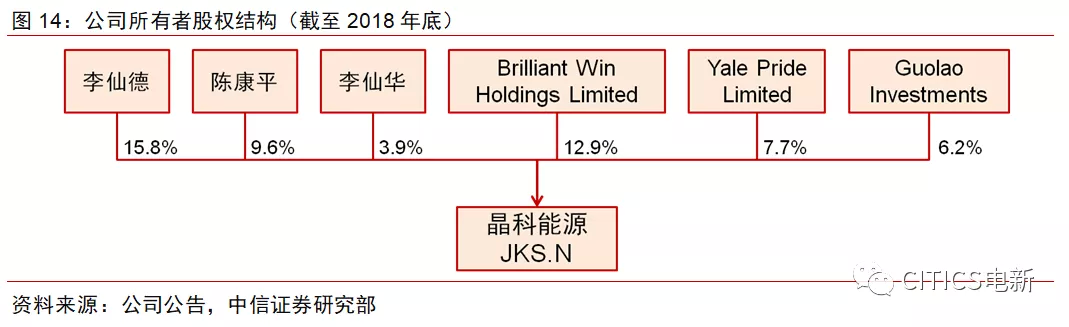 图 14：公司所有者股权结构（截至 2018 年底）
李仙德
陈康平
李仙华
Brilliant Win
Holdings Limited
Yale Pride
Limited
Guolao
Investments
15.8%
9.6%
3.9%
12.9%
7.7%
6.2%
晶科能源
JKS.N
CITICS电新
资料来源：公司公告，中信证券研究部